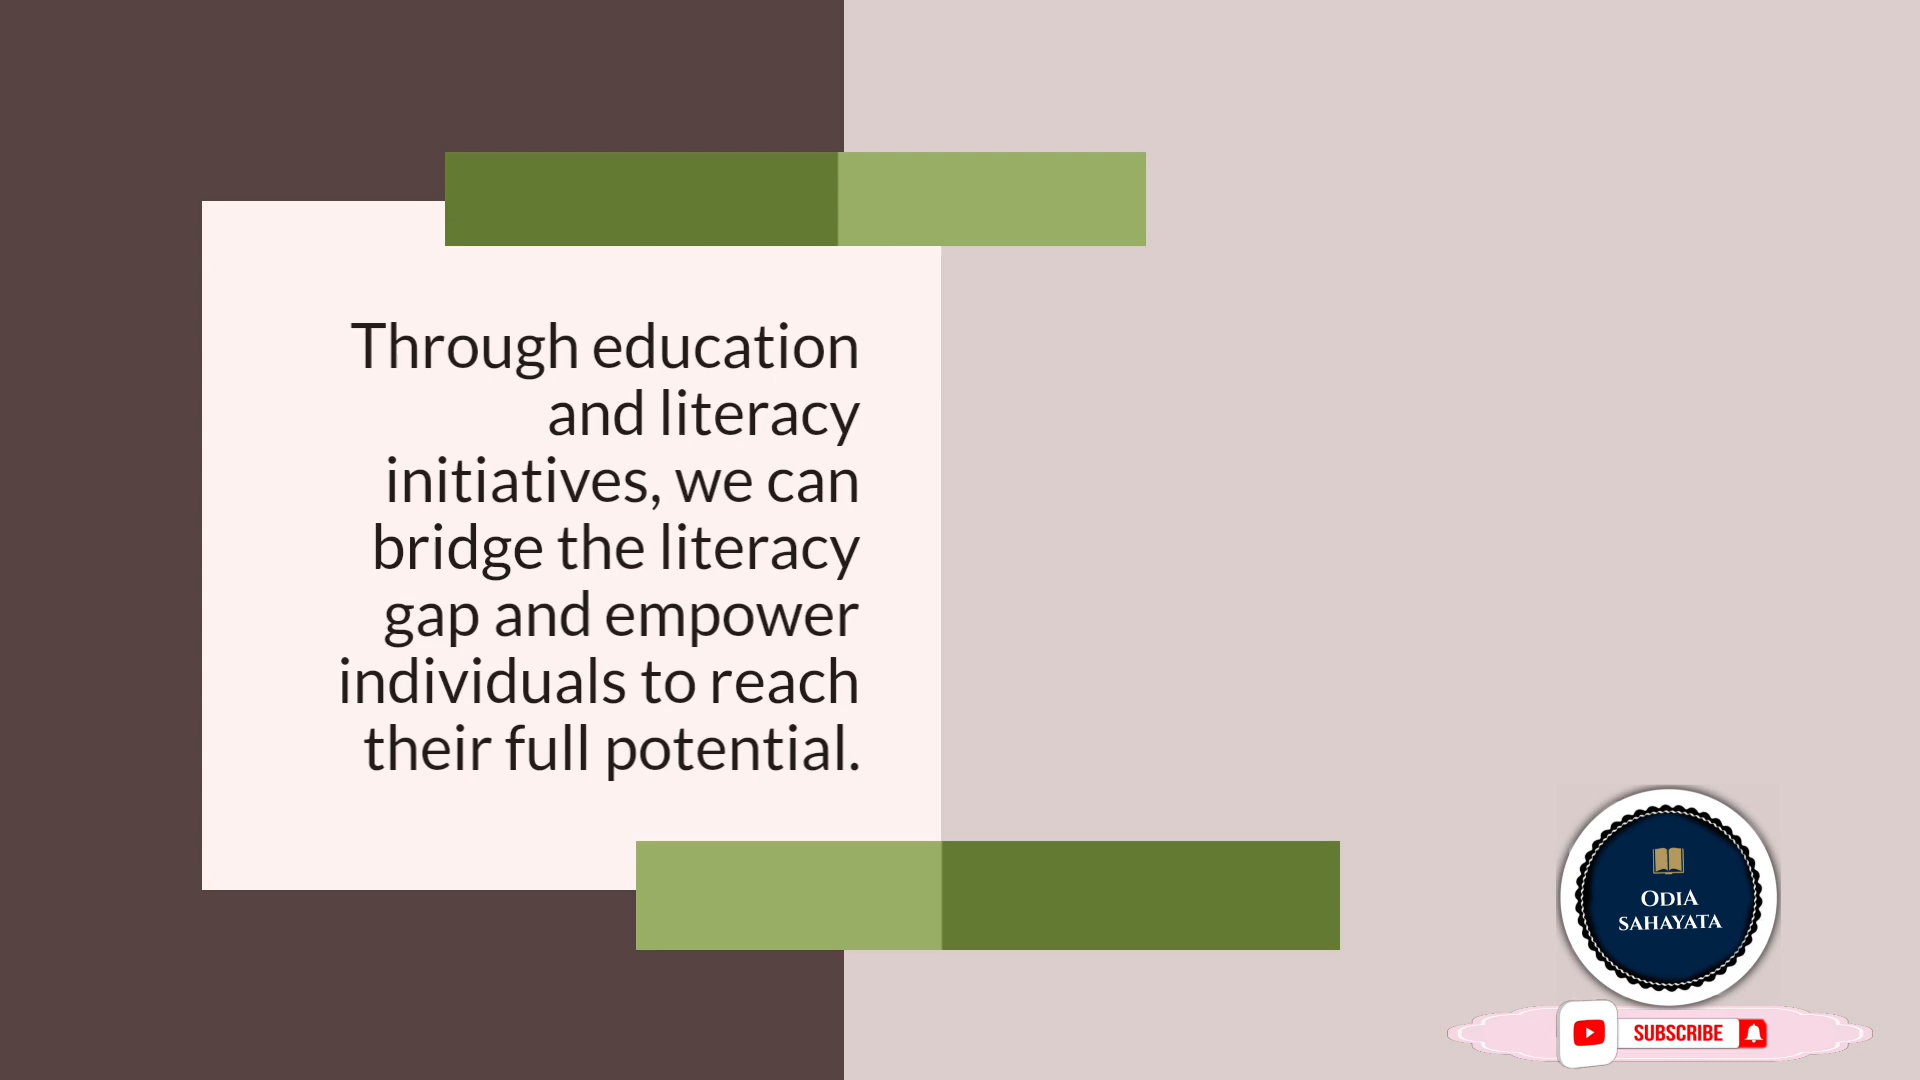 Through education
and literacy
initiatives, we can
bridge the literacy
gap and empower
individuals to reach
their full potential.
ODIA
SAHAYATA
SUBSCRIBE